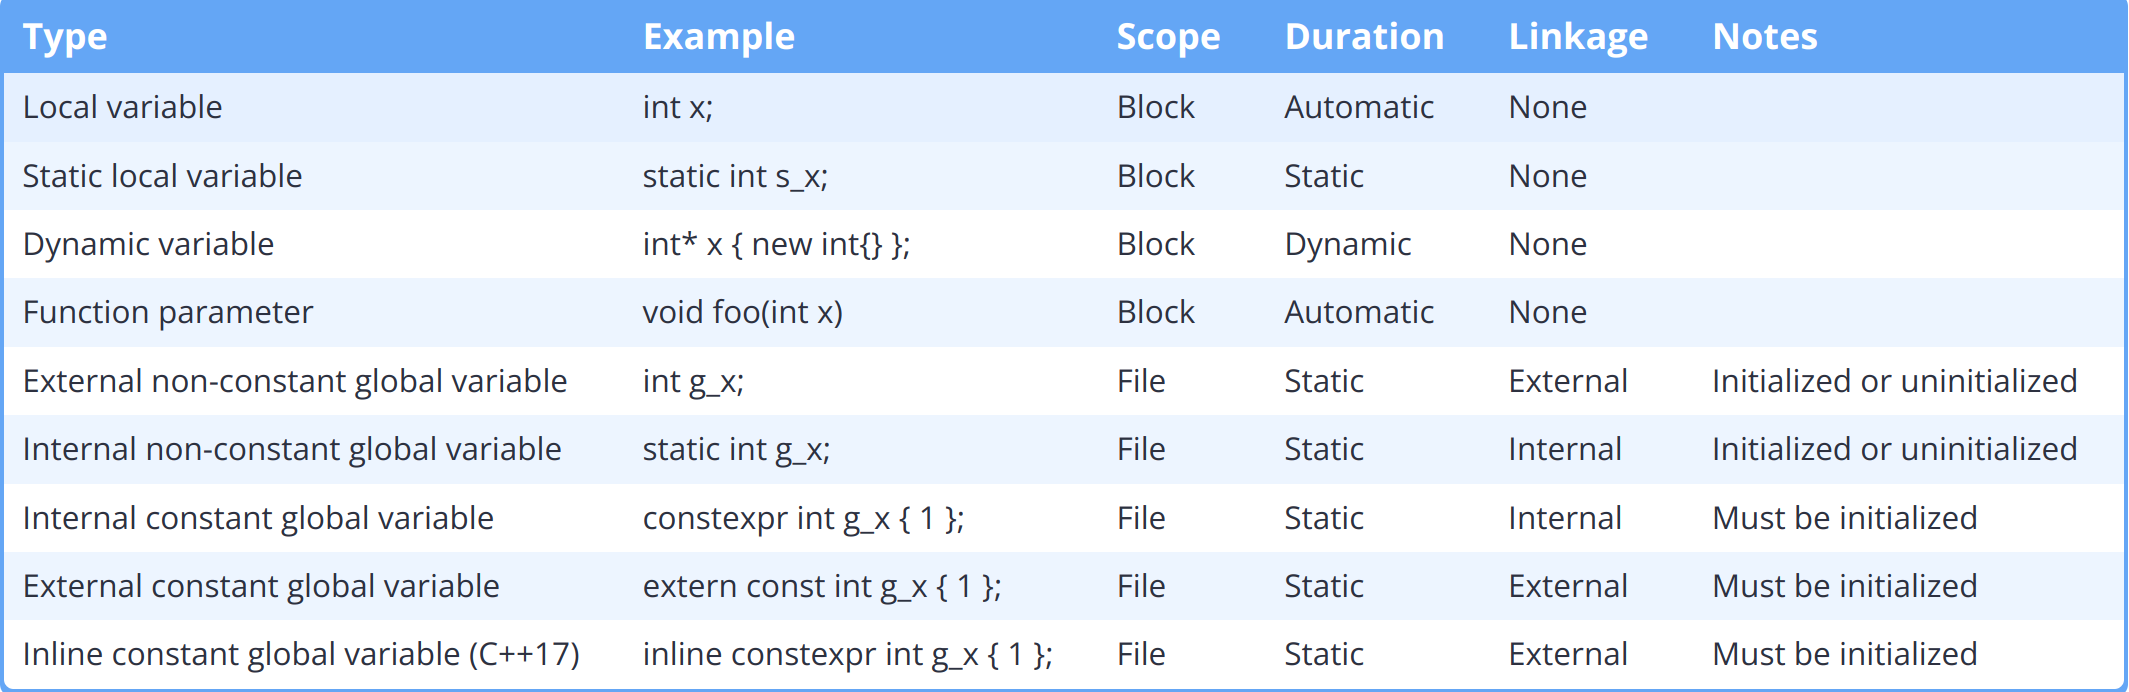 Type Example Scope Duration Linkage Notes
Local variable int x; Block Automatic None
Static local variable static int s_x; Block Static None
Dynamic variable int* x { new int{} }; Block Dynamic None
Function parameter void foo(int x) Block Automatic None
External non-constant global variable int g_x; File Static External Initialized or uninitialized
Internal non-constant global variable static int g_x; File Static Internal Initialized or uninitialized
Internal constant global variable constexpr int g_x { 1 }; File Static Internal Must be initialized
External constant global variable extern const int g_x { 1 }; File Static External Must be initialized
Inline constant global variable (C++17) inline constexpr int g_x { 1 }; File Static External Must be initialized